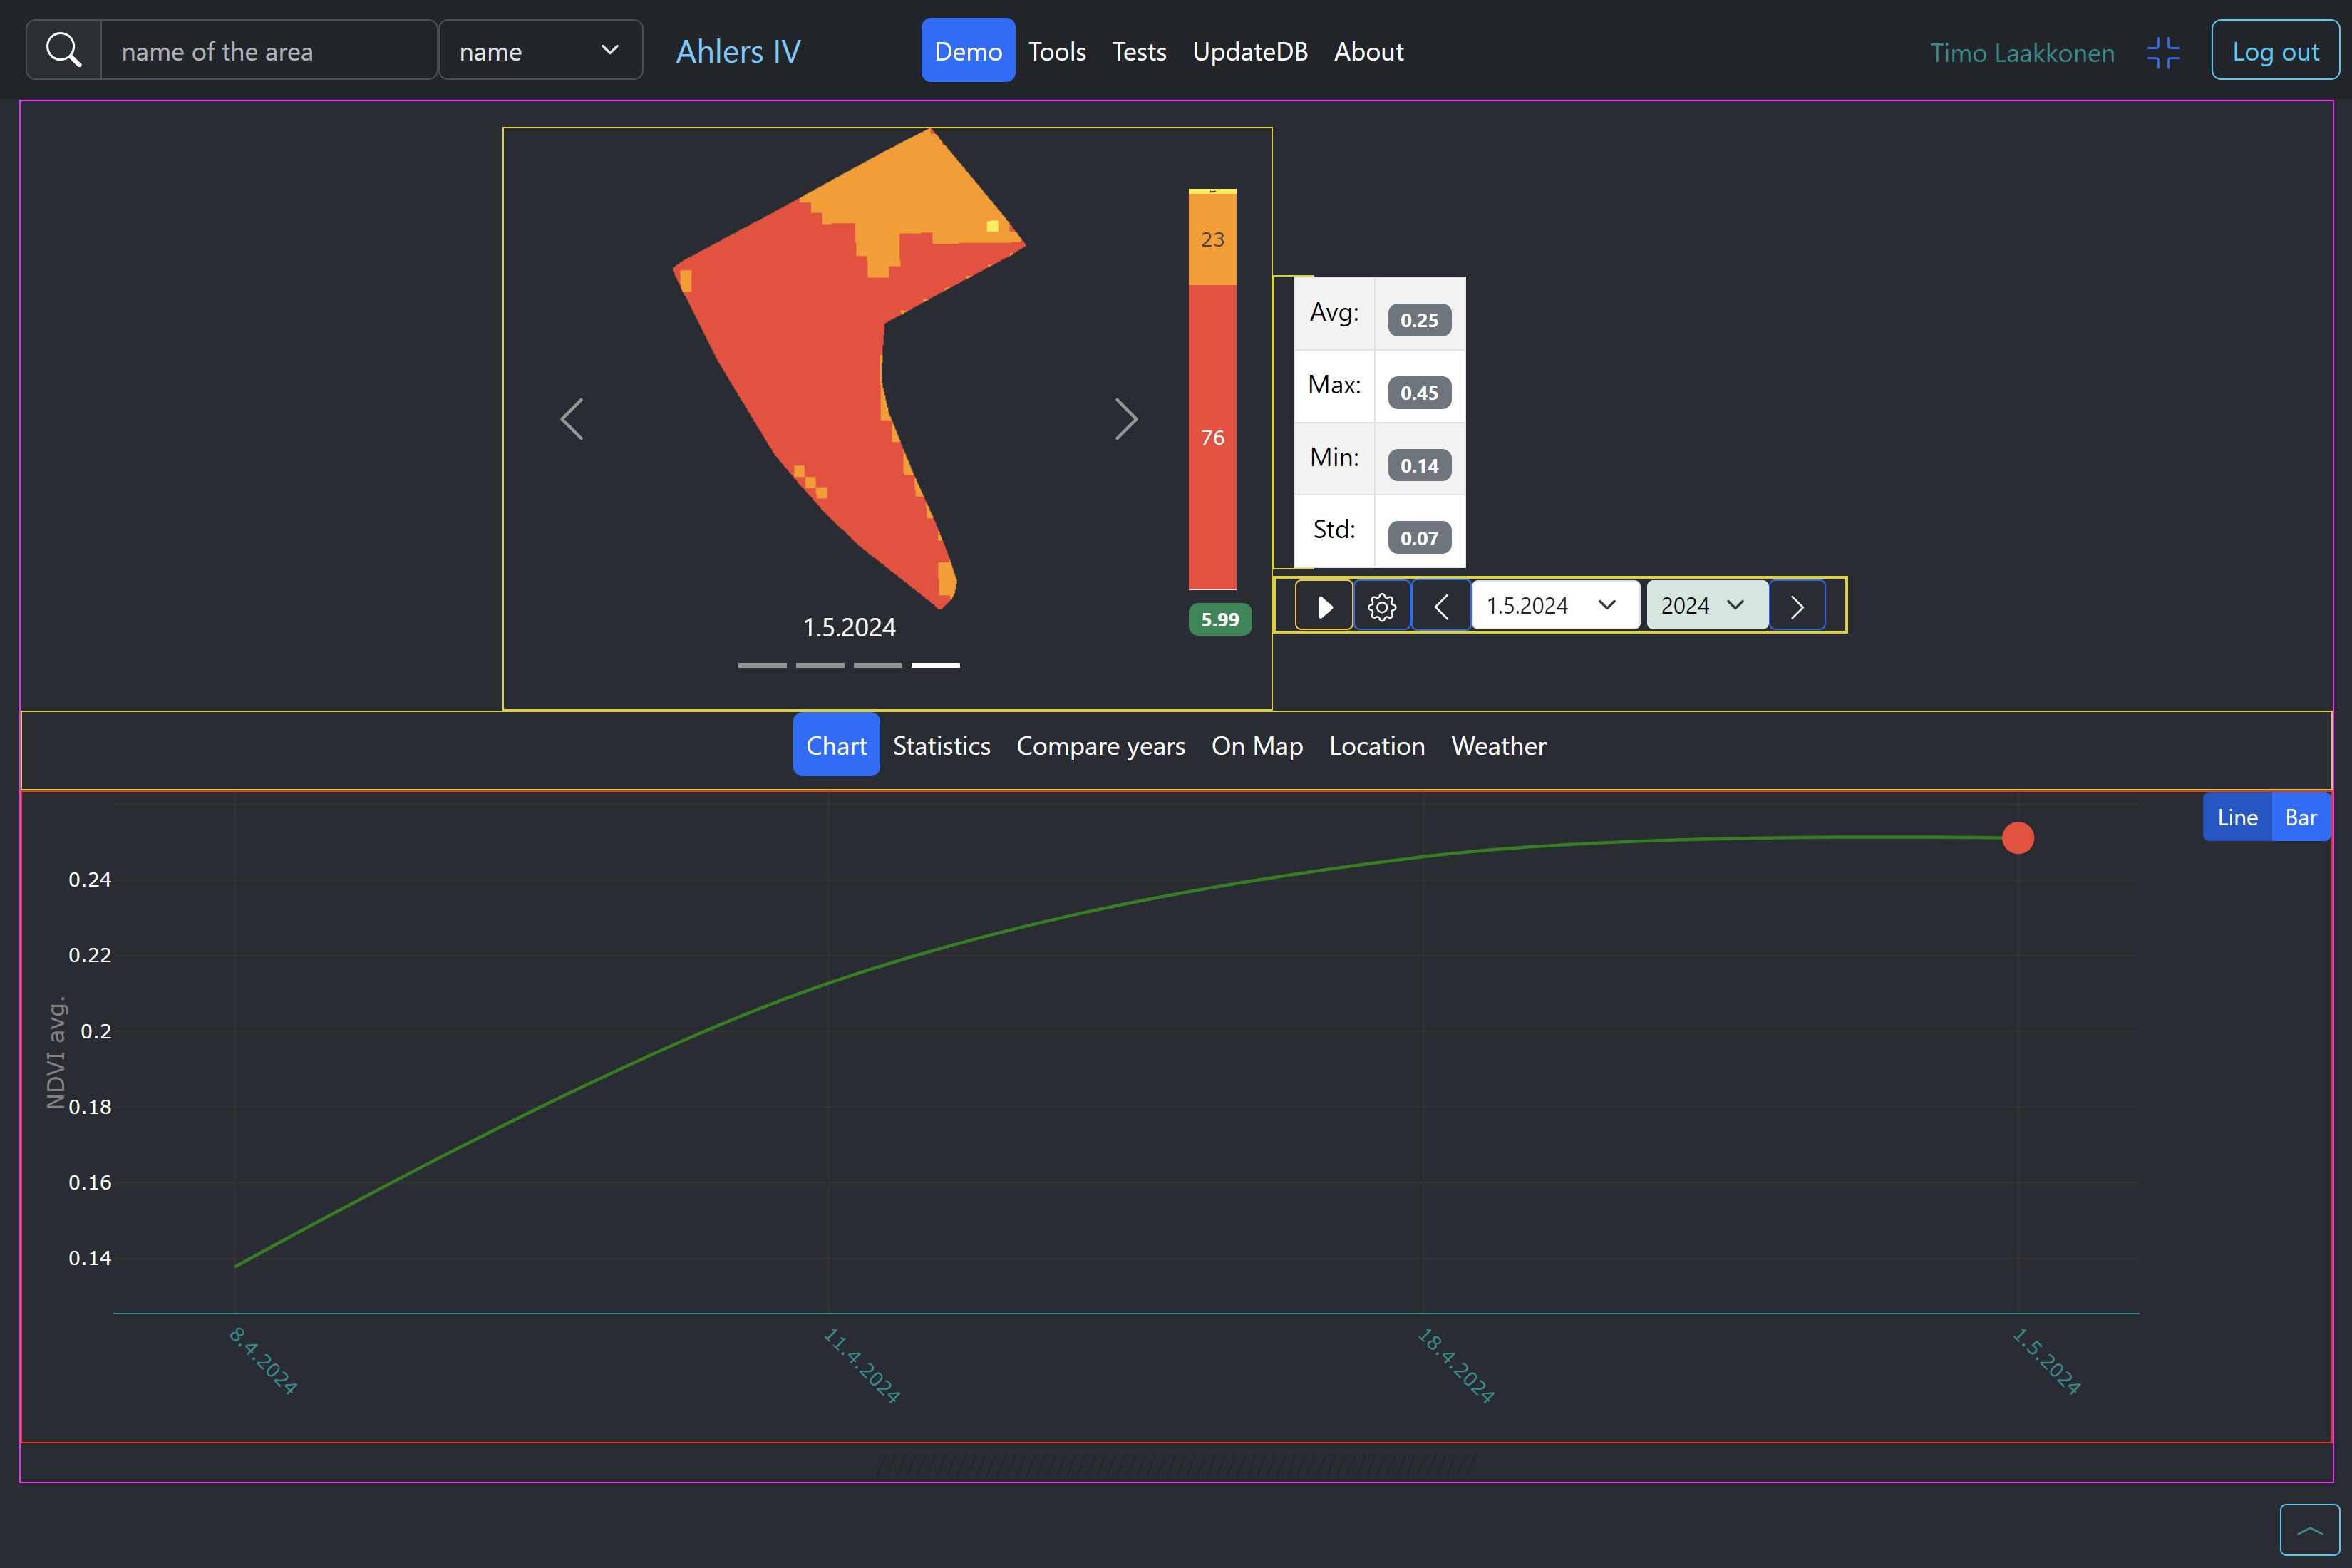 name of the area name Ahlers IV Demo Tools Tests UpdateDB About Timo Laakkonen Log out
1
23
76
5.99
1.5.2024
Avg: 0.25
Max: 0.45
Min: 0.14
Std: 0.07
1.5.2024 2024
Chart Statistics Compare years On Map Location Weather
Line Bar
NDVI avg.
0.24
0.22
0.2
0.18
0.16
0.14
8.4.2024 11.4.2024 18.4.2024 1.5.2024